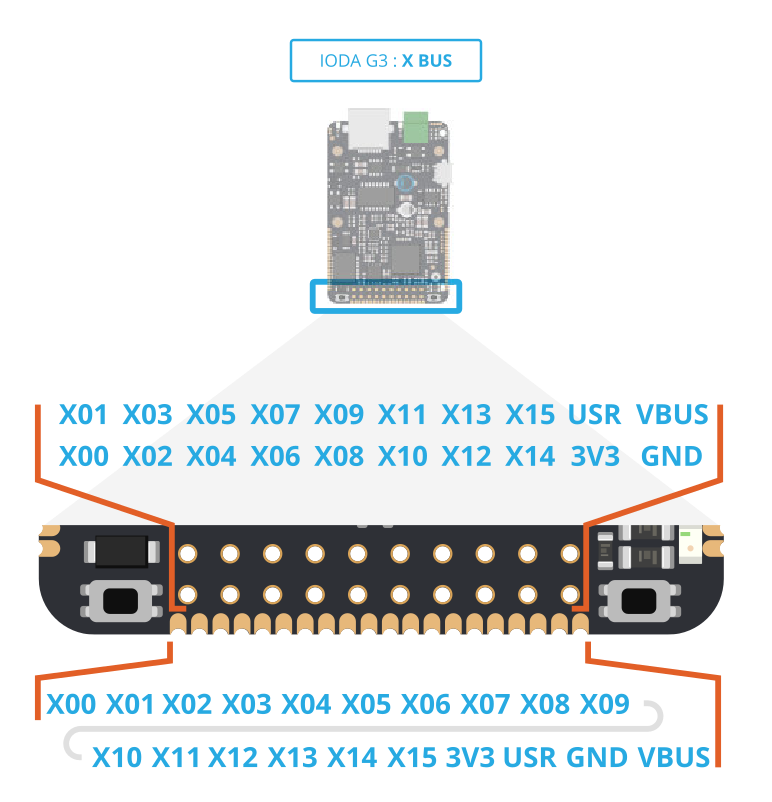 IODA G3 : X BUS
X01 X03 X05 X07 X09 X11 X13 X15 USR VBUS
X00 X02 X04 X06 X08 X10 X12 X14 3V3 GND
X00 X01 X02 X03 X04 X05 X06 X07 X08 X09
X10 X11 X12 X13 X14 X15 3V3 USR GND VBUS